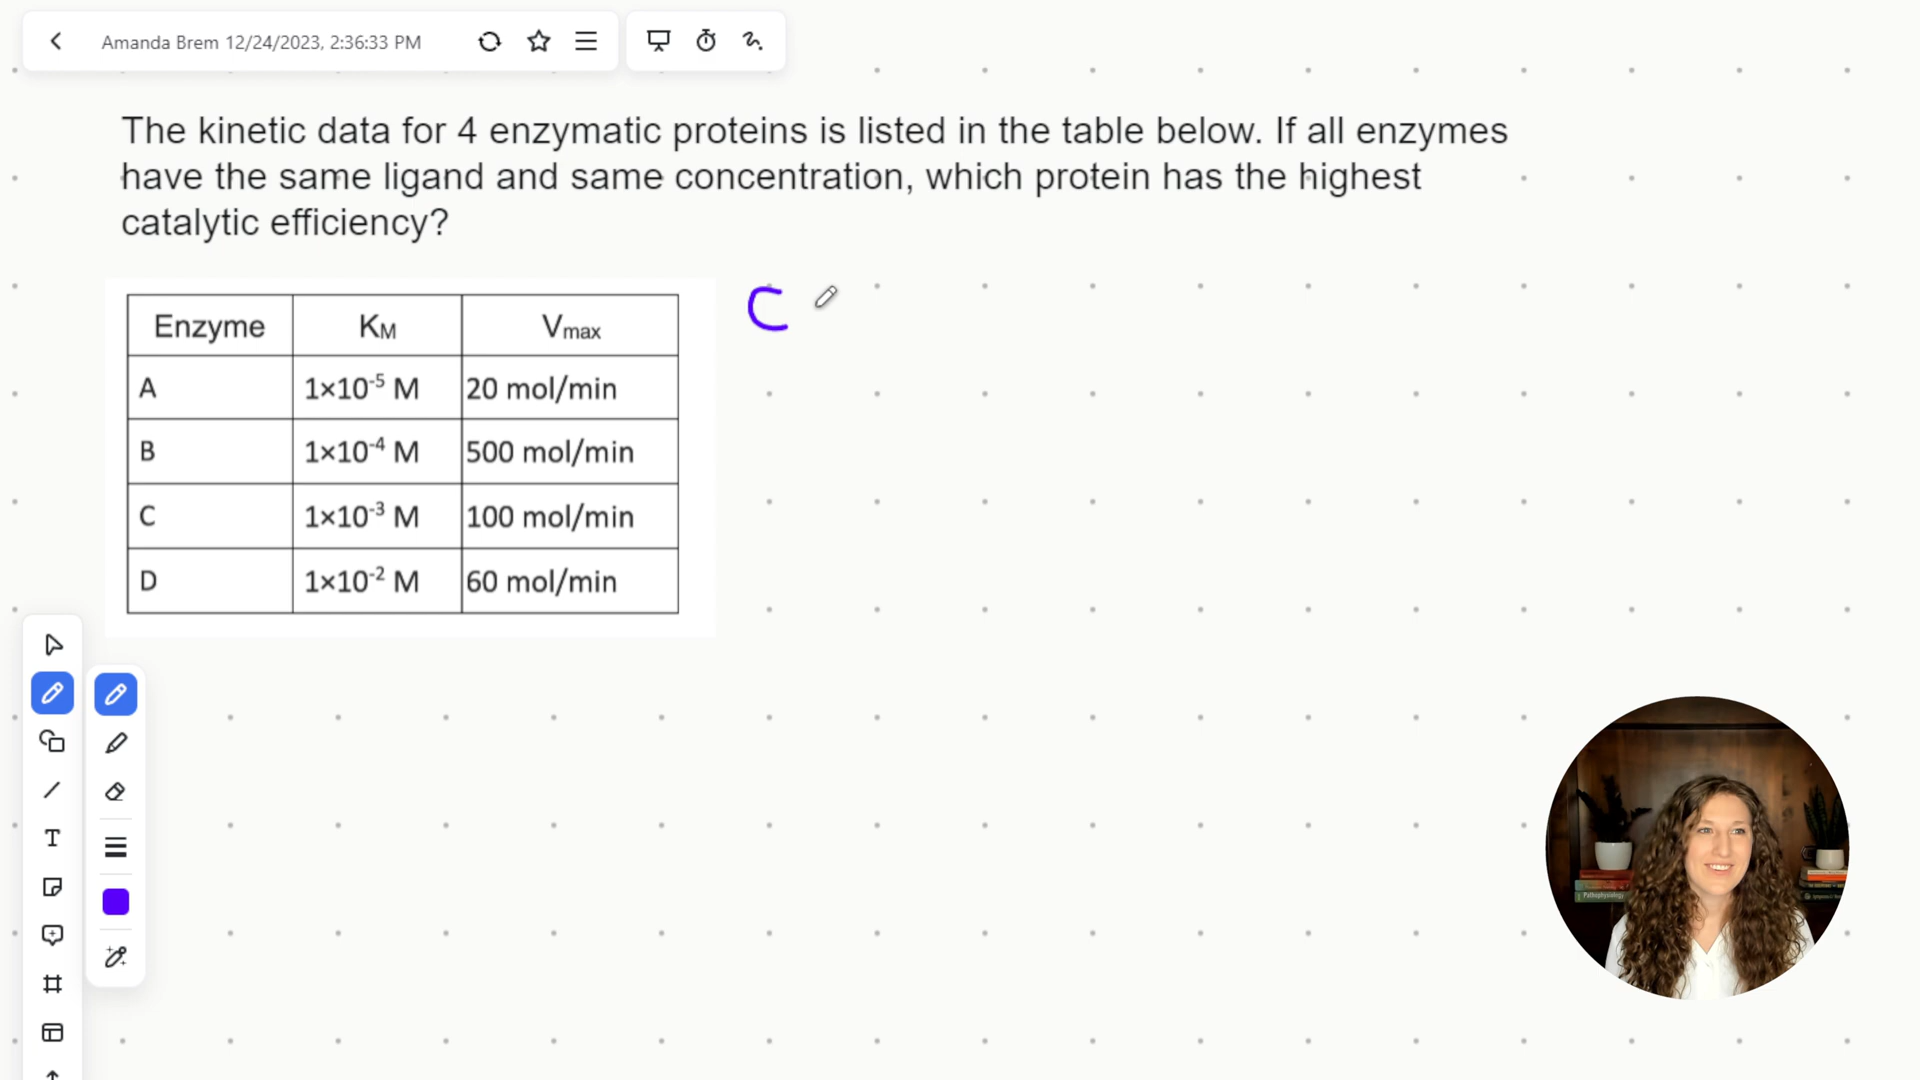 Amanda Brem 12/24/2023, 2:36:33 PM
The kinetic data for 4 enzymatic proteins is listed in the table below. If all enzymes
have the same ligand and same concentration, which protein has the highest
catalytic efficiency?
C
Enzyme KM Vmax
A 1×10⁻⁵ M 20 mol/min
B 1×10⁻⁴ M 500 mol/min
C 1×10⁻³ M 100 mol/min
D 1×10⁻² M 60 mol/min
T
Pathophysiology